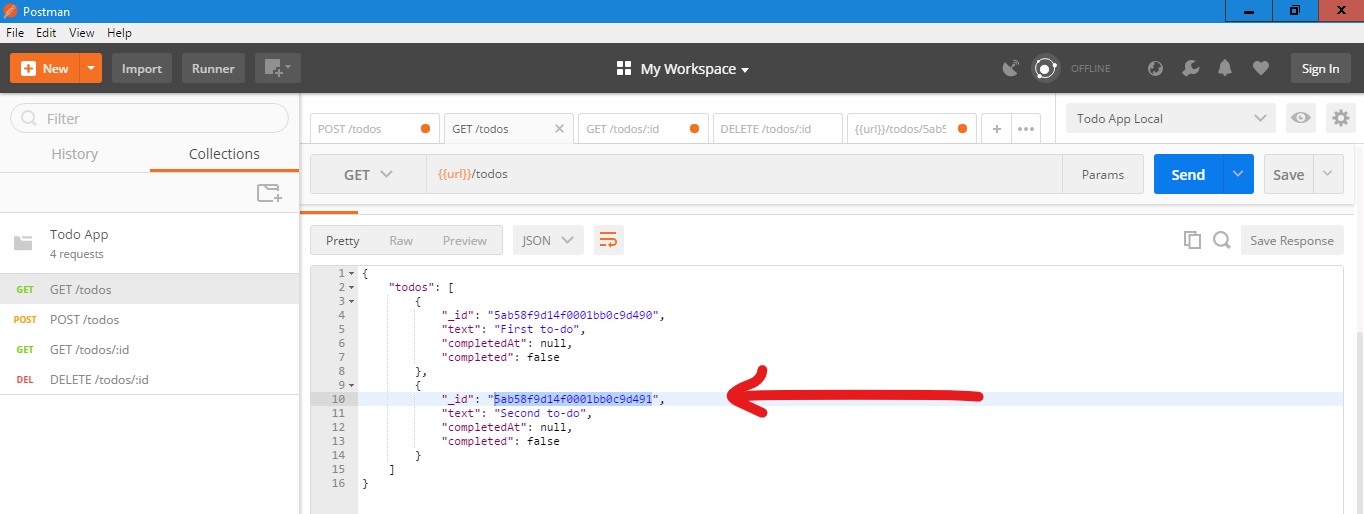 Postman
File Edit View Help
New Import Runner My Workspace OFFLINE Sign In
Filter
History Collections
Todo App
4 requests
GET GET /todos
POST POST /todos
GET GET /todos/:id
DEL DELETE /todos/:id
POST /todos GET /todos GET /todos/:id DELETE /todos/:id {{url}}/todos/5ab5 + ••• Todo App Local
GET {{url}}/todos Params Send Save
Pretty Raw Preview JSON Save Response
1 {
2 "todos": [
3 {
4 "_id": "5ab58f9d14f0001bb0c9d490",
5 "text": "First to-do",
6 "completedAt": null,
7 "completed": false
8 },
9 {
10 "_id": "5ab58f9d14f0001bb0c9d491",
11 "text": "Second to-do",
12 "completedAt": null,
13 "completed": false
14 }
15 ]
16 }